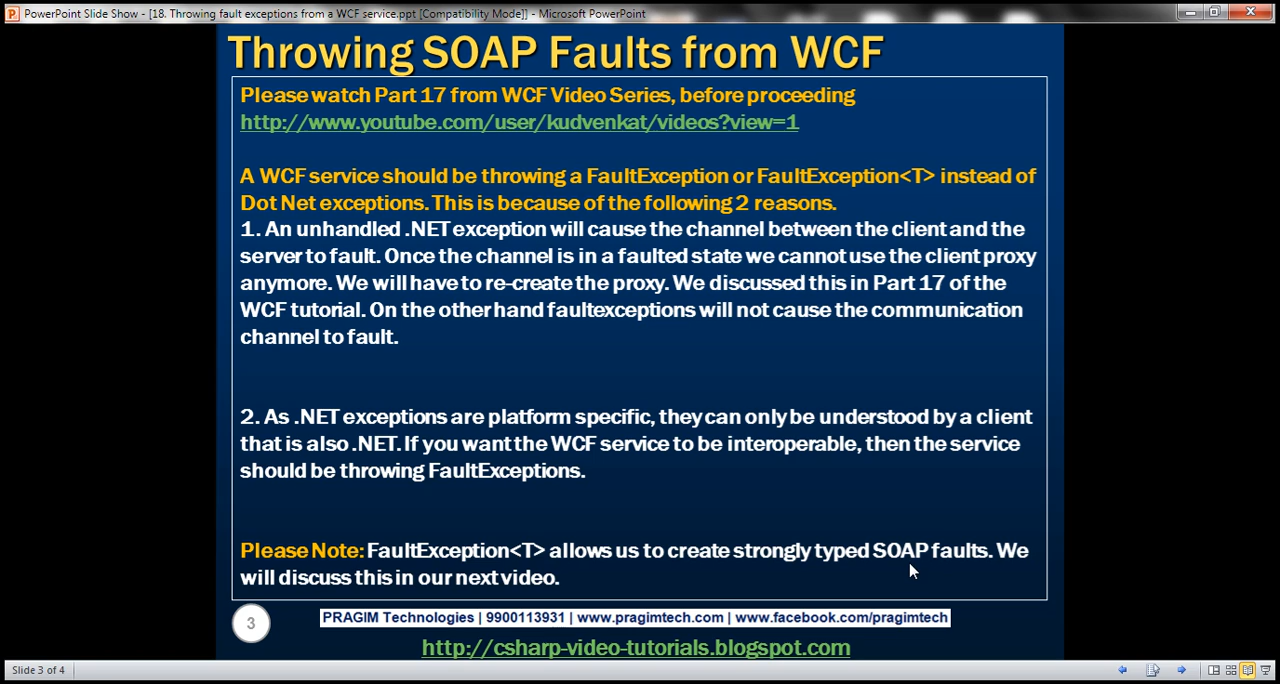 PowerPoint Slide Show - [18. Throwing fault exceptions from a WCF service.ppt [Compatibility Mode]] - Microsoft PowerPoint
Throwing SOAP Faults from WCF
Please watch Part 17 from WCF Video Series, before proceeding
http://www.youtube.com/user/kudvenkat/videos?view=1
A WCF service should be throwing a FaultException or FaultException<T> instead of
Dot Net exceptions. This is because of the following 2 reasons.
1. An unhandled .NET exception will cause the channel between the client and the
server to fault. Once the channel is in a faulted state we cannot use the client proxy
anymore. We will have to re-create the proxy. We discussed this in Part 17 of the
WCF tutorial. On the other hand faultexceptions will not cause the communication
channel to fault.
2. As .NET exceptions are platform specific, they can only be understood by a client
that is also .NET. If you want the WCF service to be interoperable, then the service
should be throwing FaultExceptions.
Please Note: FaultException<T> allows us to create strongly typed SOAP faults. We
will discuss this in our next video.
3
PRAGIM Technologies | 9900113931 | www.pragimtech.com | www.facebook.com/pragimtech
http://csharp-video-tutorials.blogspot.com
Slide 3 of 4